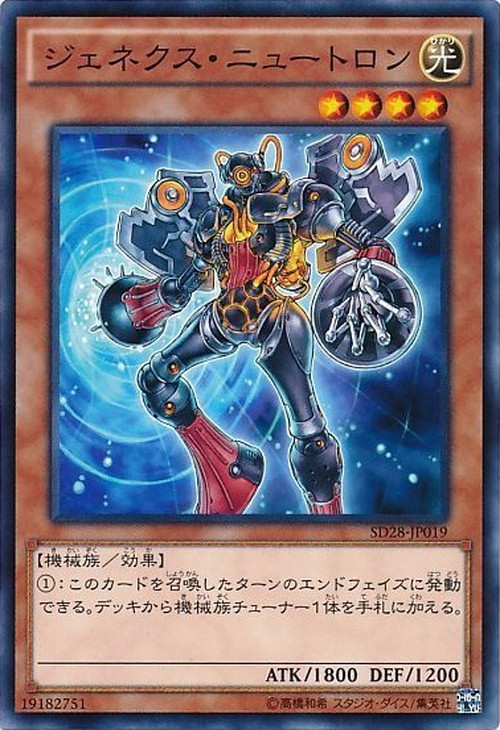 ジェネクス・ニュートロン
光
SD28-JP019
【機械族／効果】
①：このカードを召喚したターンのエンドフェイズに発動
できる。デッキから機械族チューナー1体を手札に加える。
ATK/1800 DEF/1200
19182751
©高橋和希 スタジオ・ダイス/集英社